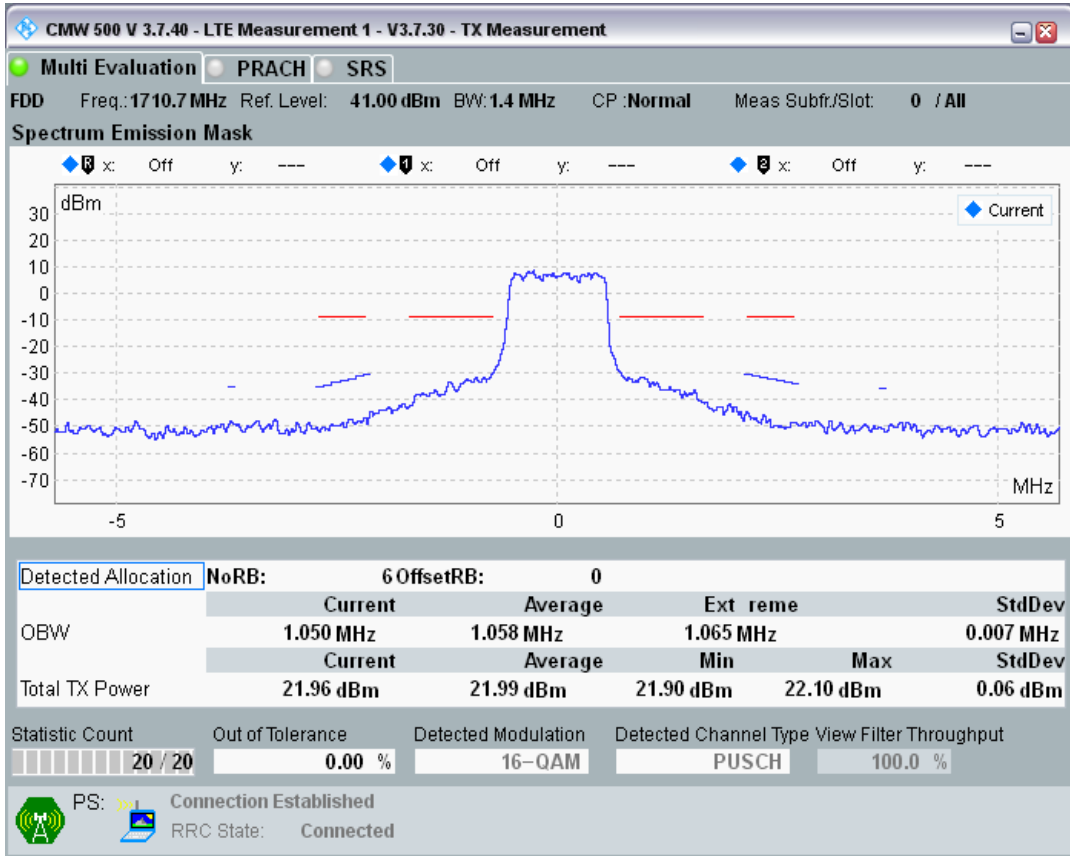 CMW 500 V 3.7.40 - LTE Measurement 1 - V3.7.30 - TX Measurement
Multi Evaluation PRACH SRS
FDD Freq.:1710.7 MHz Ref. Level: 41.00 dBm BW:1.4 MHz CP :Normal Meas Subfr./Slot: 0 / All
Spectrum Emission Mask
R x: Off y: --- 1 x: Off y: --- 2 x: Off y: ---
dBm
Current
30
20
10
0
-10
-20
-30
-40
-50
-60
-70
MHz
-5 0 5
Detected Allocation NoRB: 6 OffsetRB: 0
Current Average Ext reme StdDev
OBW 1.050 MHz 1.058 MHz 1.065 MHz 0.007 MHz
Current Average Min Max StdDev
Total TX Power 21.96 dBm 21.99 dBm 21.90 dBm 22.10 dBm 0.06 dBm
Statistic Count Out of Tolerance Detected Modulation Detected Channel Type View Filter Throughput
20 / 20 0.00 % 16-QAM PUSCH 100.0 %
PS: Connection Established
RRC State: Connected